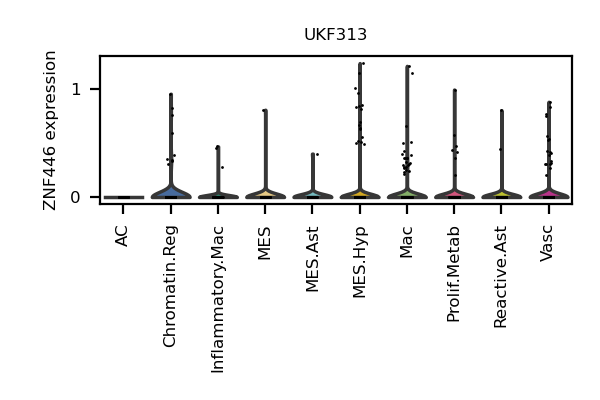 UKF313
ZNF446 expression
1
0
AC
Chromatin.Reg
Inflammatory.Mac
MES
MES.Ast
MES.Hyp
Mac
Prolif.Metab
Reactive.Ast
Vasc